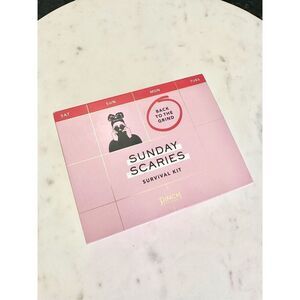 SAT SUN MON TUES
BACK
TO THE
GRIND
SUNDAY
SCARIES
SURVIVAL KIT
PINCH